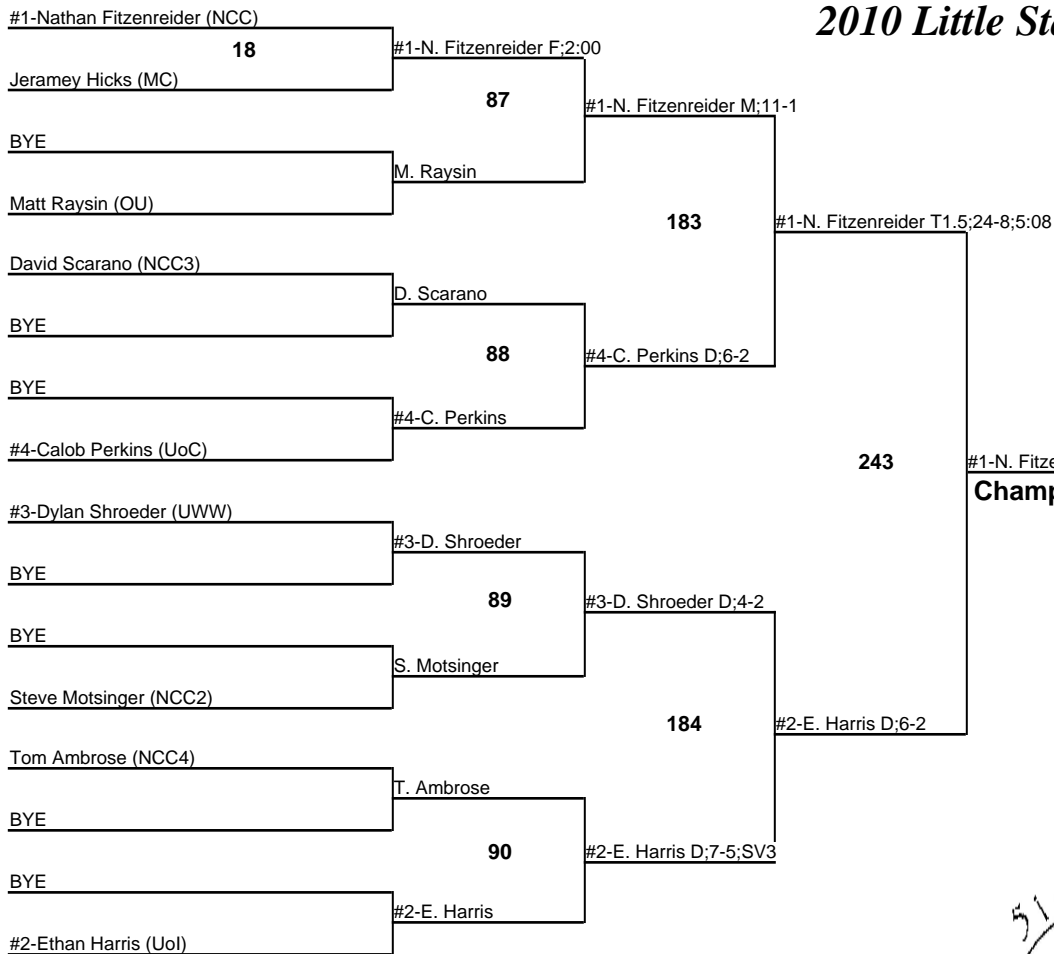 2010 Little
#1-Nathan Fitzenreider (NCC)
18
#1-N. Fitzenreider F;2:00
Jeramey Hicks (MC)
87
#1-N. Fitzenreider M;11-1
BYE
M. Raysin
Matt Raysin (OU)
183
#1-N. Fitzenreider T1.5;24-8;5:08
David Scarano (NCC3)
D. Scarano
BYE
88
#4-C. Perkins D;6-2
BYE
#4-C. Perkins
#4-Calob Perkins (UoC)
243
#1-N.
#3-Dylan Shroeder (UWW)
#3-D. Shroeder
BYE
89
#3-D. Shroeder D;4-2
BYE
S. Motsinger
Steve Motsinger (NCC2)
184
#2-E. Harris D;6-2
Tom Ambrose (NCC4)
T. Ambrose
BYE
90
#2-E. Harris D;7-5;SV3
BYE
#2-E. Harris
#2-Ethan Harris (UoI)